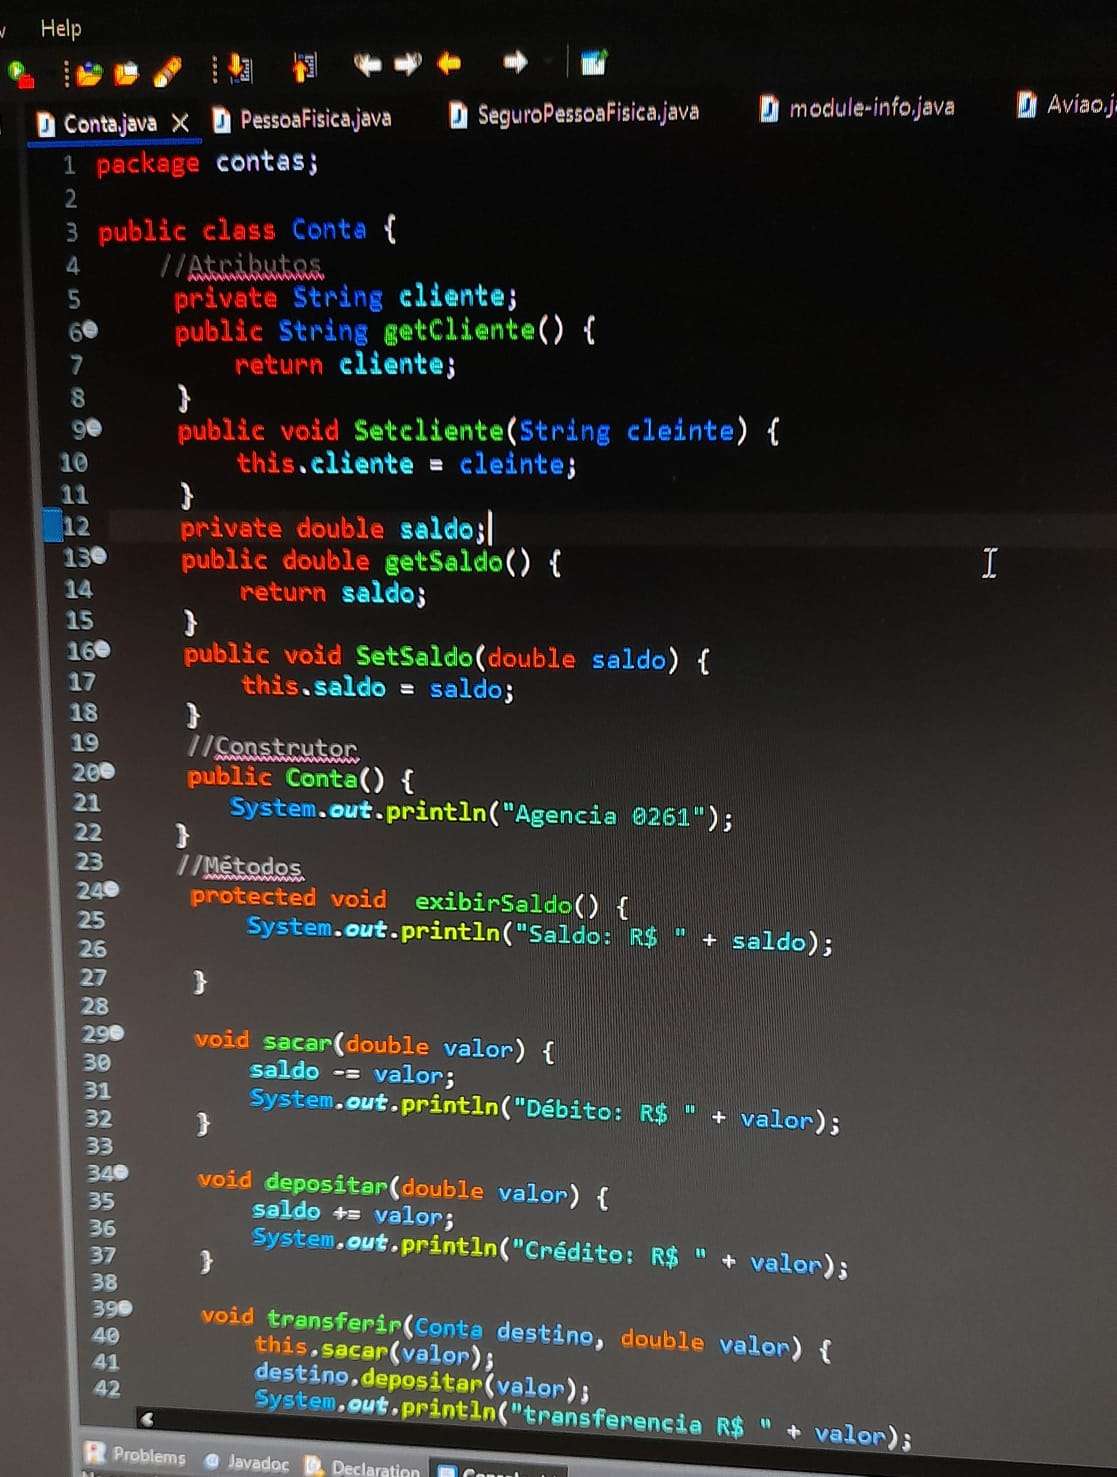 Help
Conta.java PessoaFisica.java SeguroPessoaFisica.java module-info.java Aviao.j
1 package contas;
2
3 public class Conta {
4 //Atributos
5 private String cliente;
6 public String getCliente() {
7 return cliente;
8 }
9 public void Setcliente(String cleinte) {
10 this.cliente = cleinte;
11 }
12 private double saldo;
13 public double getSaldo() {
14 return saldo;
15 }
16 public void SetSaldo(double saldo) {
17 this.saldo = saldo;
18 }
19 //Construtor
20 public Conta() {
21 System.out.println("Agencia 0261");
22 }
23 //Métodos
24 protected void exibirSaldo() {
25 System.out.println("Saldo: R$ " + saldo);
26
27 }
28
29 void sacar(double valor) {
30 saldo -= valor;
31 System.out.println("Débito: R$ " + valor);
32 }
33
34 void depositar(double valor) {
35 saldo += valor;
36 System.out.println("Crédito: R$ " + valor);
37 }
38
39 void transferir(Conta destino, double valor) {
40 this.sacar(valor);
41 destino.depositar(valor);
42 System.out.println("transferencia R$ " + valor);
Problems Javadoc Declaration